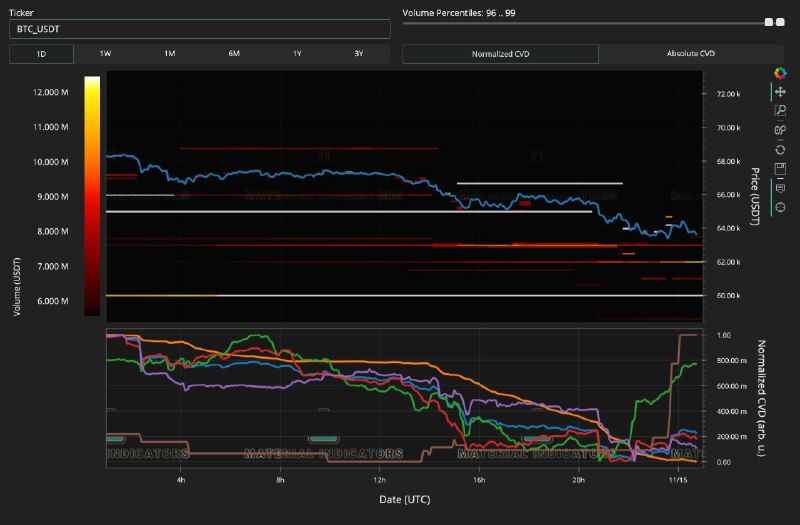 Ticker
Volume Percentiles: 96 .. 99
BTC_USDT
1D 1W 1M 6M 1Y 3Y
Normalized CVD Absolute CVD
12.000 M
11.000 M
10.000 M
9.000 M
8.000 M
7.000 M
6.000 M
Volume (USDT)
72.00 k
70.00 k
68.00 k
66.00 k
64.00 k
62.00 k
60.00 k
Price (USDT)
MATERIAL INDICATORS
1.00
800.00 m
600.00 m
400.00 m
200.00 m
0.00
Normalized CVD (arb. u.)
INDICATORS MATERIAL INDICATORS MATERIAL INDICATORS
4h 8h 12h 16h 20h 11/15
Date (UTC)